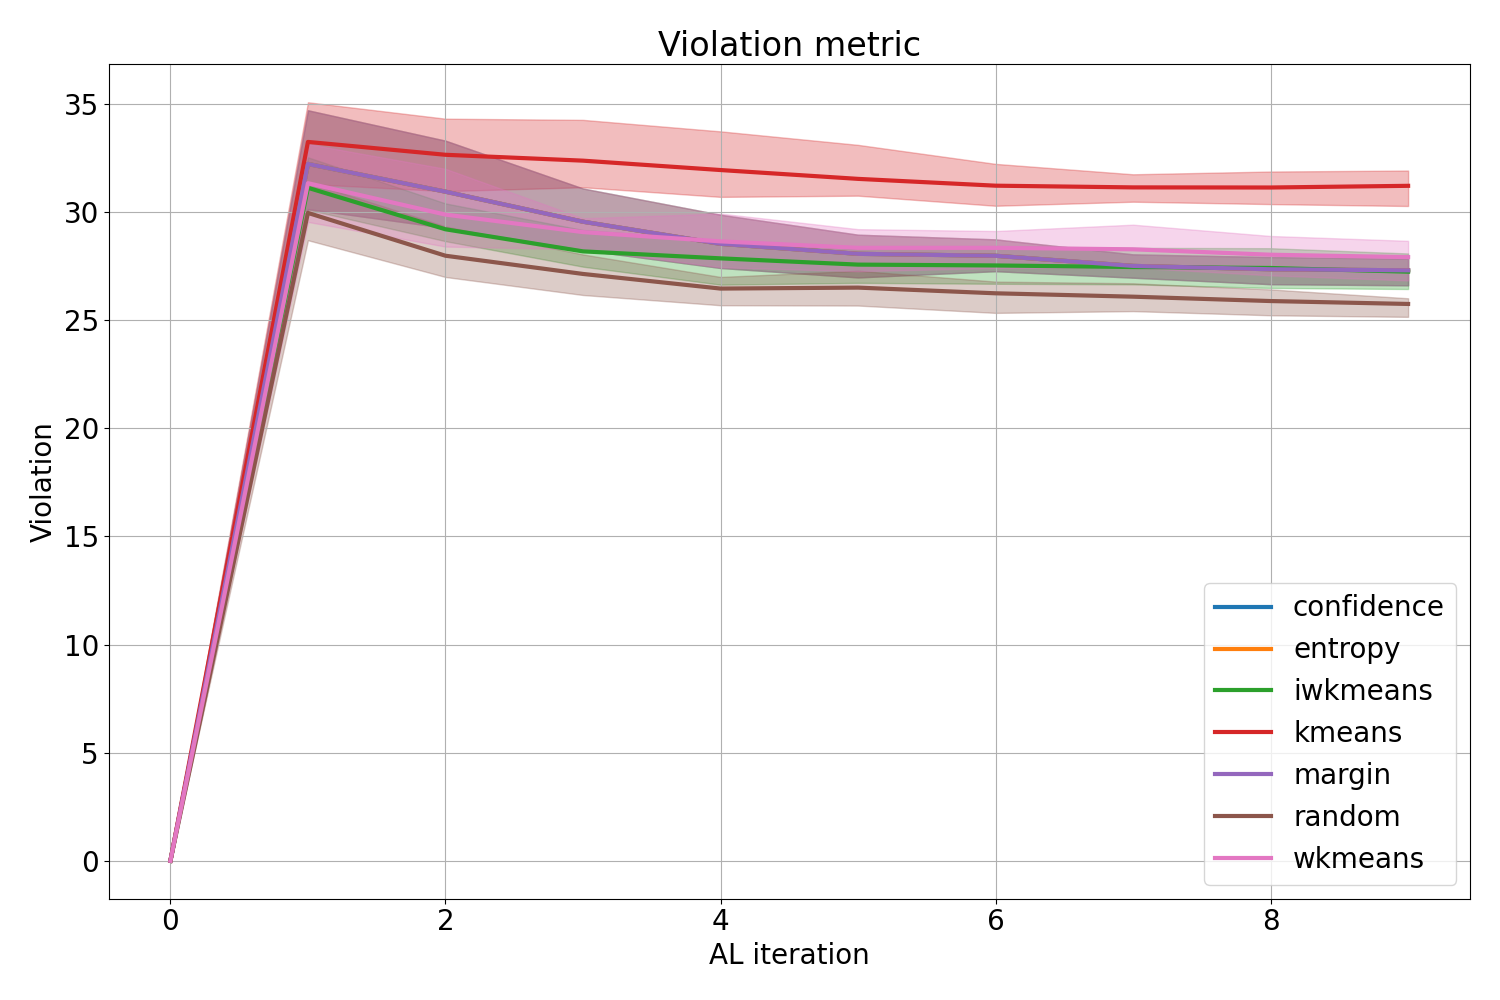 Violation metric
Violation
35
30
25
20
15
10
5
0
0 2 4 6 8
AL iteration
confidence
entropy
iwkmeans
kmeans
margin
random
wkmeans